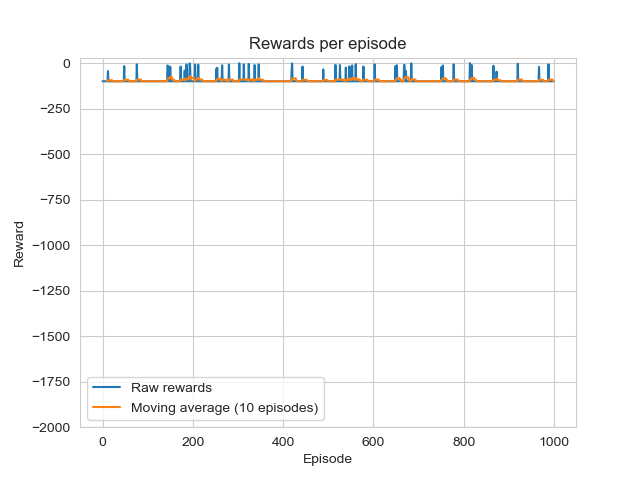 Rewards per episode
0
−250
−500
−750
−1000
−1250
−1500
−1750
−2000
Reward
Raw rewards
Moving average (10 episodes)
0 200 400 600 800 1000
Episode